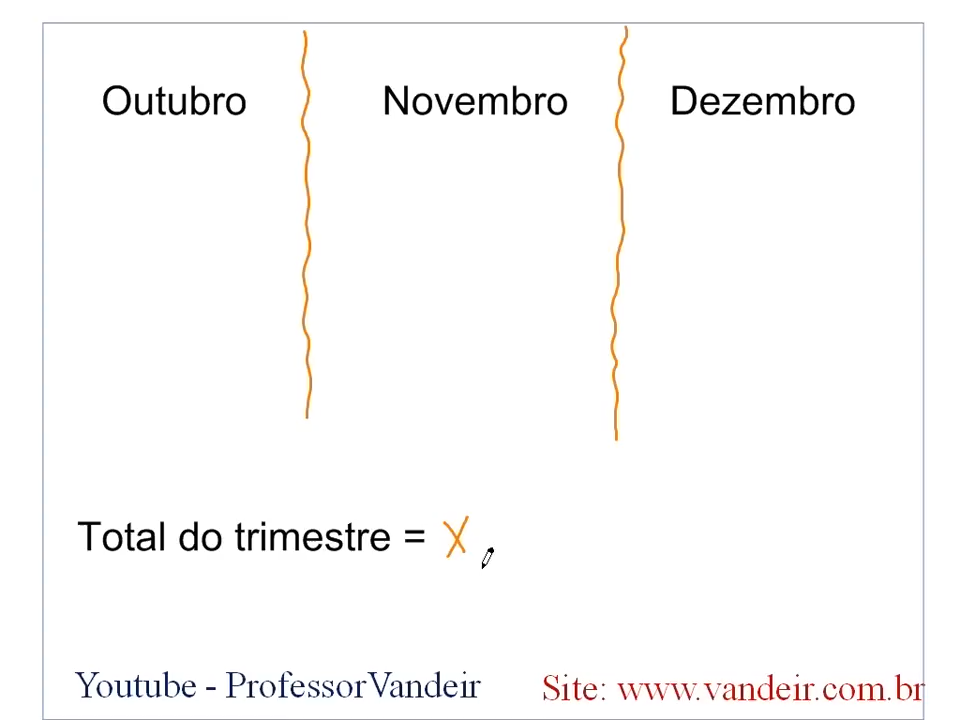 Outubro Novembro Dezembro
Total do trimestre = X
Youtube - ProfessorVandeir Site: www.vandeir.com.br